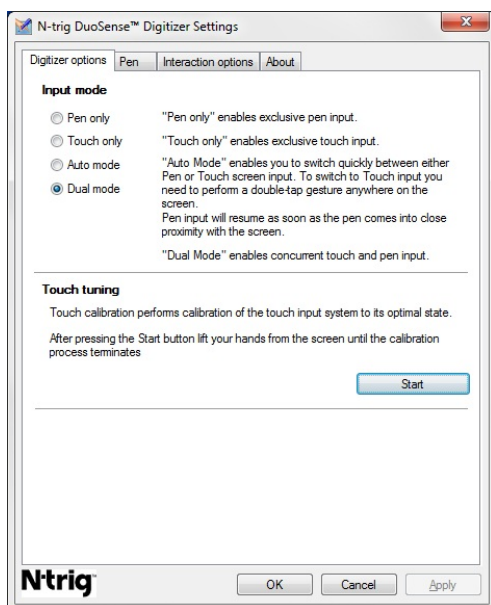 N-trig DuoSense™ Digitizer Settings
Digitizer options Pen Interaction options About
Input mode
Pen only "Pen only" enables exclusive pen input.
Touch only "Touch only" enables exclusive touch input.
Auto mode "Auto Mode" enables you to switch quickly between either
Pen or Touch screen input. To switch to Touch input you
Dual mode need to perform a double-tap gesture anywhere on the
screen.
Pen input will resume as soon as the pen comes into close
proximity with the screen.
"Dual Mode" enables concurrent touch and pen input.
Touch tuning
Touch calibration performs calibration of the touch input system to its optimal state.
After pressing the Start button lift your hands from the screen until the calibration
process terminates
Start
N-trig
OK Cancel Apply